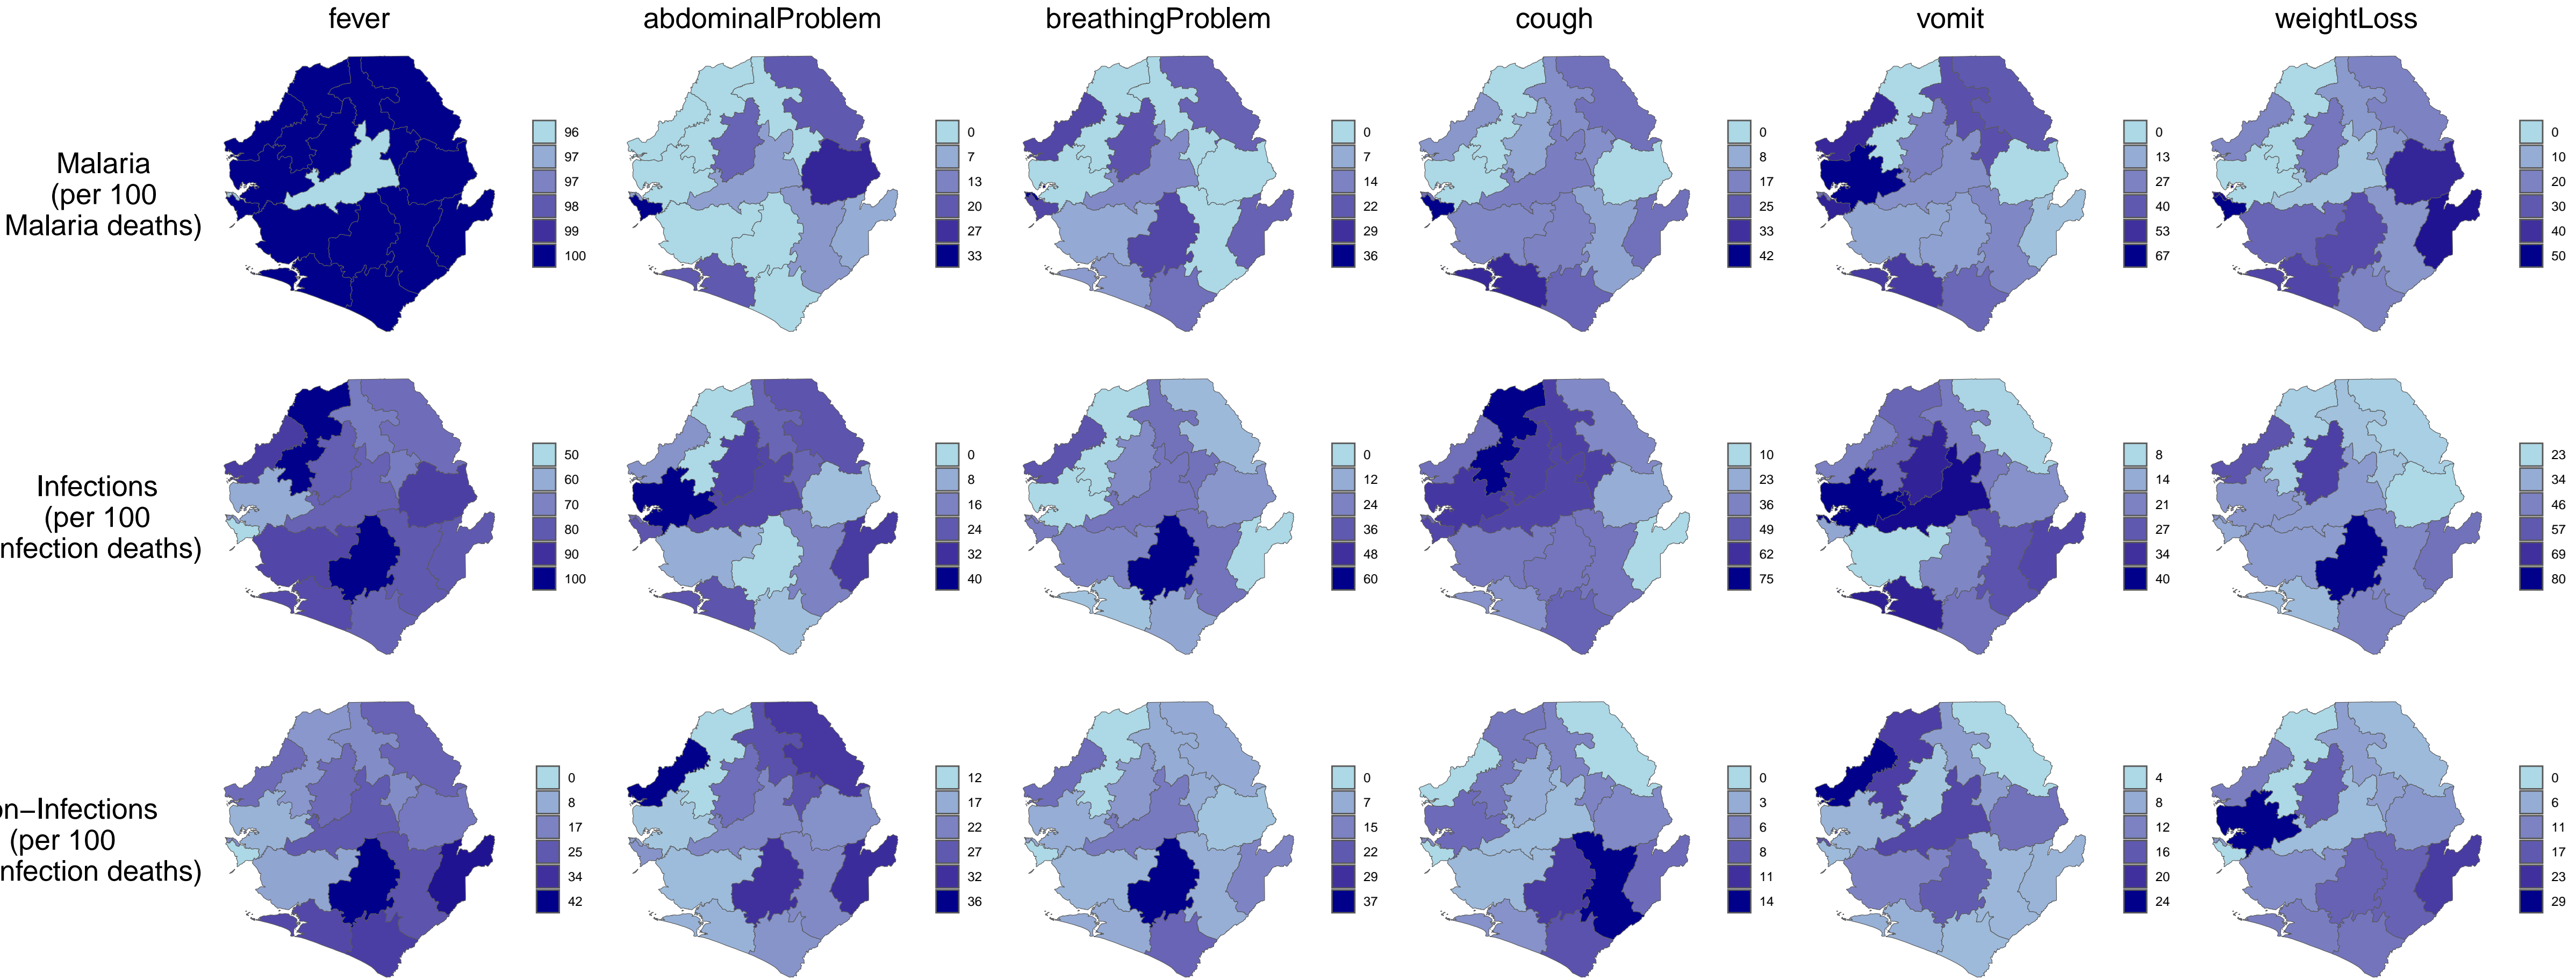 fever abdominalProblem breathingProblem cough vomit weightLoss
Malaria
(per 100
Malaria deaths)
96 0 0 0 0 0
97 7 7 8 13 10
97 13 14 17 27 20
98 20 22 25 40 30
99 27 29 33 53 40
100 33 36 42 67 50
Infections
(per 100
nfection deaths)
50 0 0 10 8 23
60 8 12 23 14 34
70 16 24 36 21 46
80 24 36 49 27 57
90 32 48 62 34 69
100 40 60 75 40 80
on−Infections
(per 100
nfection deaths)
0 12 0 0 4 0
8 17 7 3 8 6
17 22 15 6 12 11
25 27 22 8 16 17
34 32 29 11 20 23
42 36 37 14 24 29